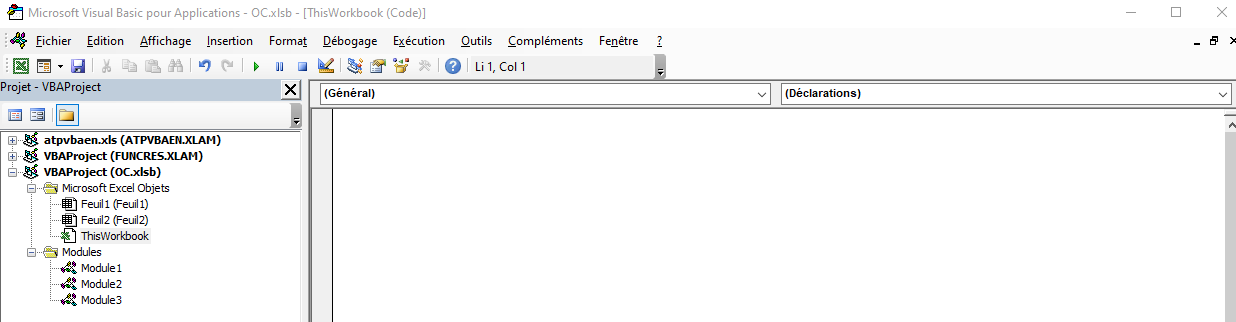 Microsoft Visual Basic pour Applications - OC.xlsb - [ThisWorkbook (Code)]
Fichier Edition Affichage Insertion Format Débogage Exécution Outils Compléments Fenêtre ?
Li 1, Col 1
Projet - VBAProject
(Général) (Déclarations)
atpvbaen.xls (ATPVBAEN.XLAM)
VBAProject (FUNCRES.XLAM)
VBAProject (OC.xlsb)
Microsoft Excel Objets
Feuil1 (Feuil1)
Feuil2 (Feuil2)
ThisWorkbook
Modules
Module1
Module2
Module3